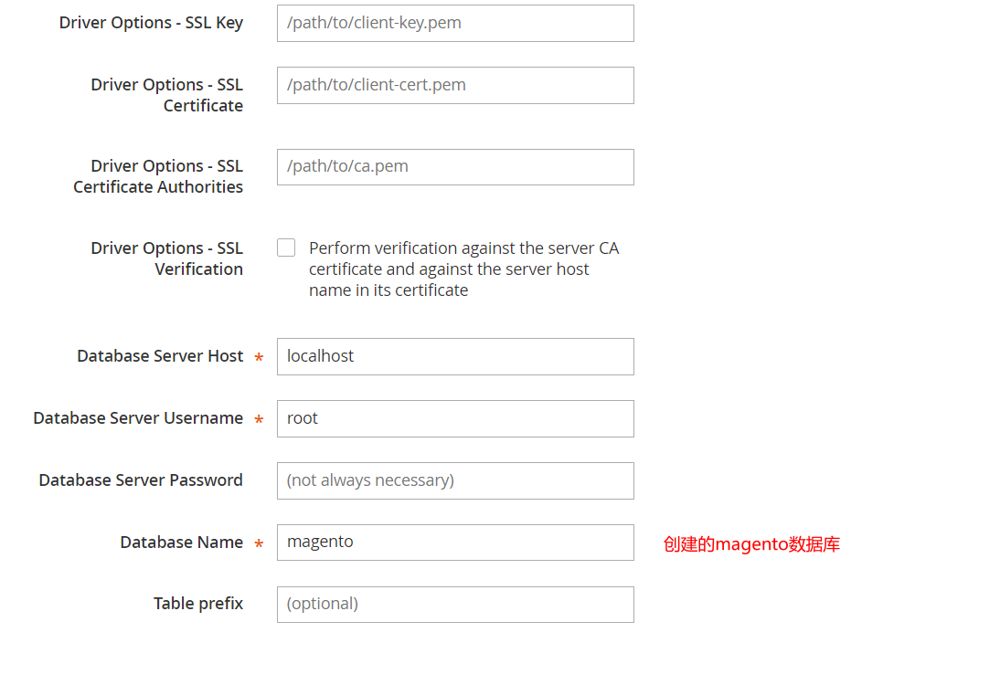 Driver Options - SSL Key
/path/to/client-key.pem
Driver Options - SSL
Certificate
/path/to/client-cert.pem
Driver Options - SSL
Certificate Authorities
/path/to/ca.pem
Driver Options - SSL
Verification
Perform verification against the server CA
certificate and against the server host
name in its certificate
Database Server Host *
localhost
Database Server Username *
root
Database Server Password
(not always necessary)
Database Name *
magento
创建的magento数据库
Table prefix
(optional)